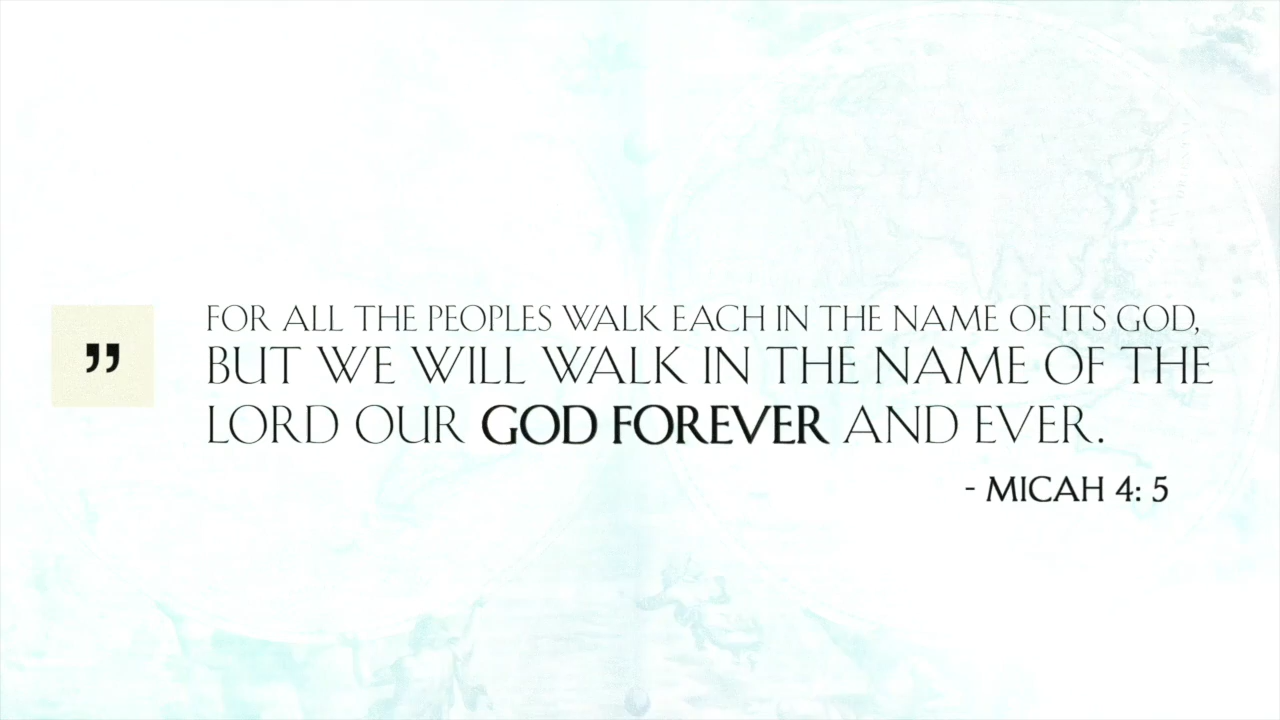 ”
FOR ALL THE PEOPLES WALK EACH IN THE NAME OF ITS GOD,
BUT WE WILL WALK IN THE NAME OF THE
LORD OUR GOD FOREVER AND EVER.
- MICAH 4: 5